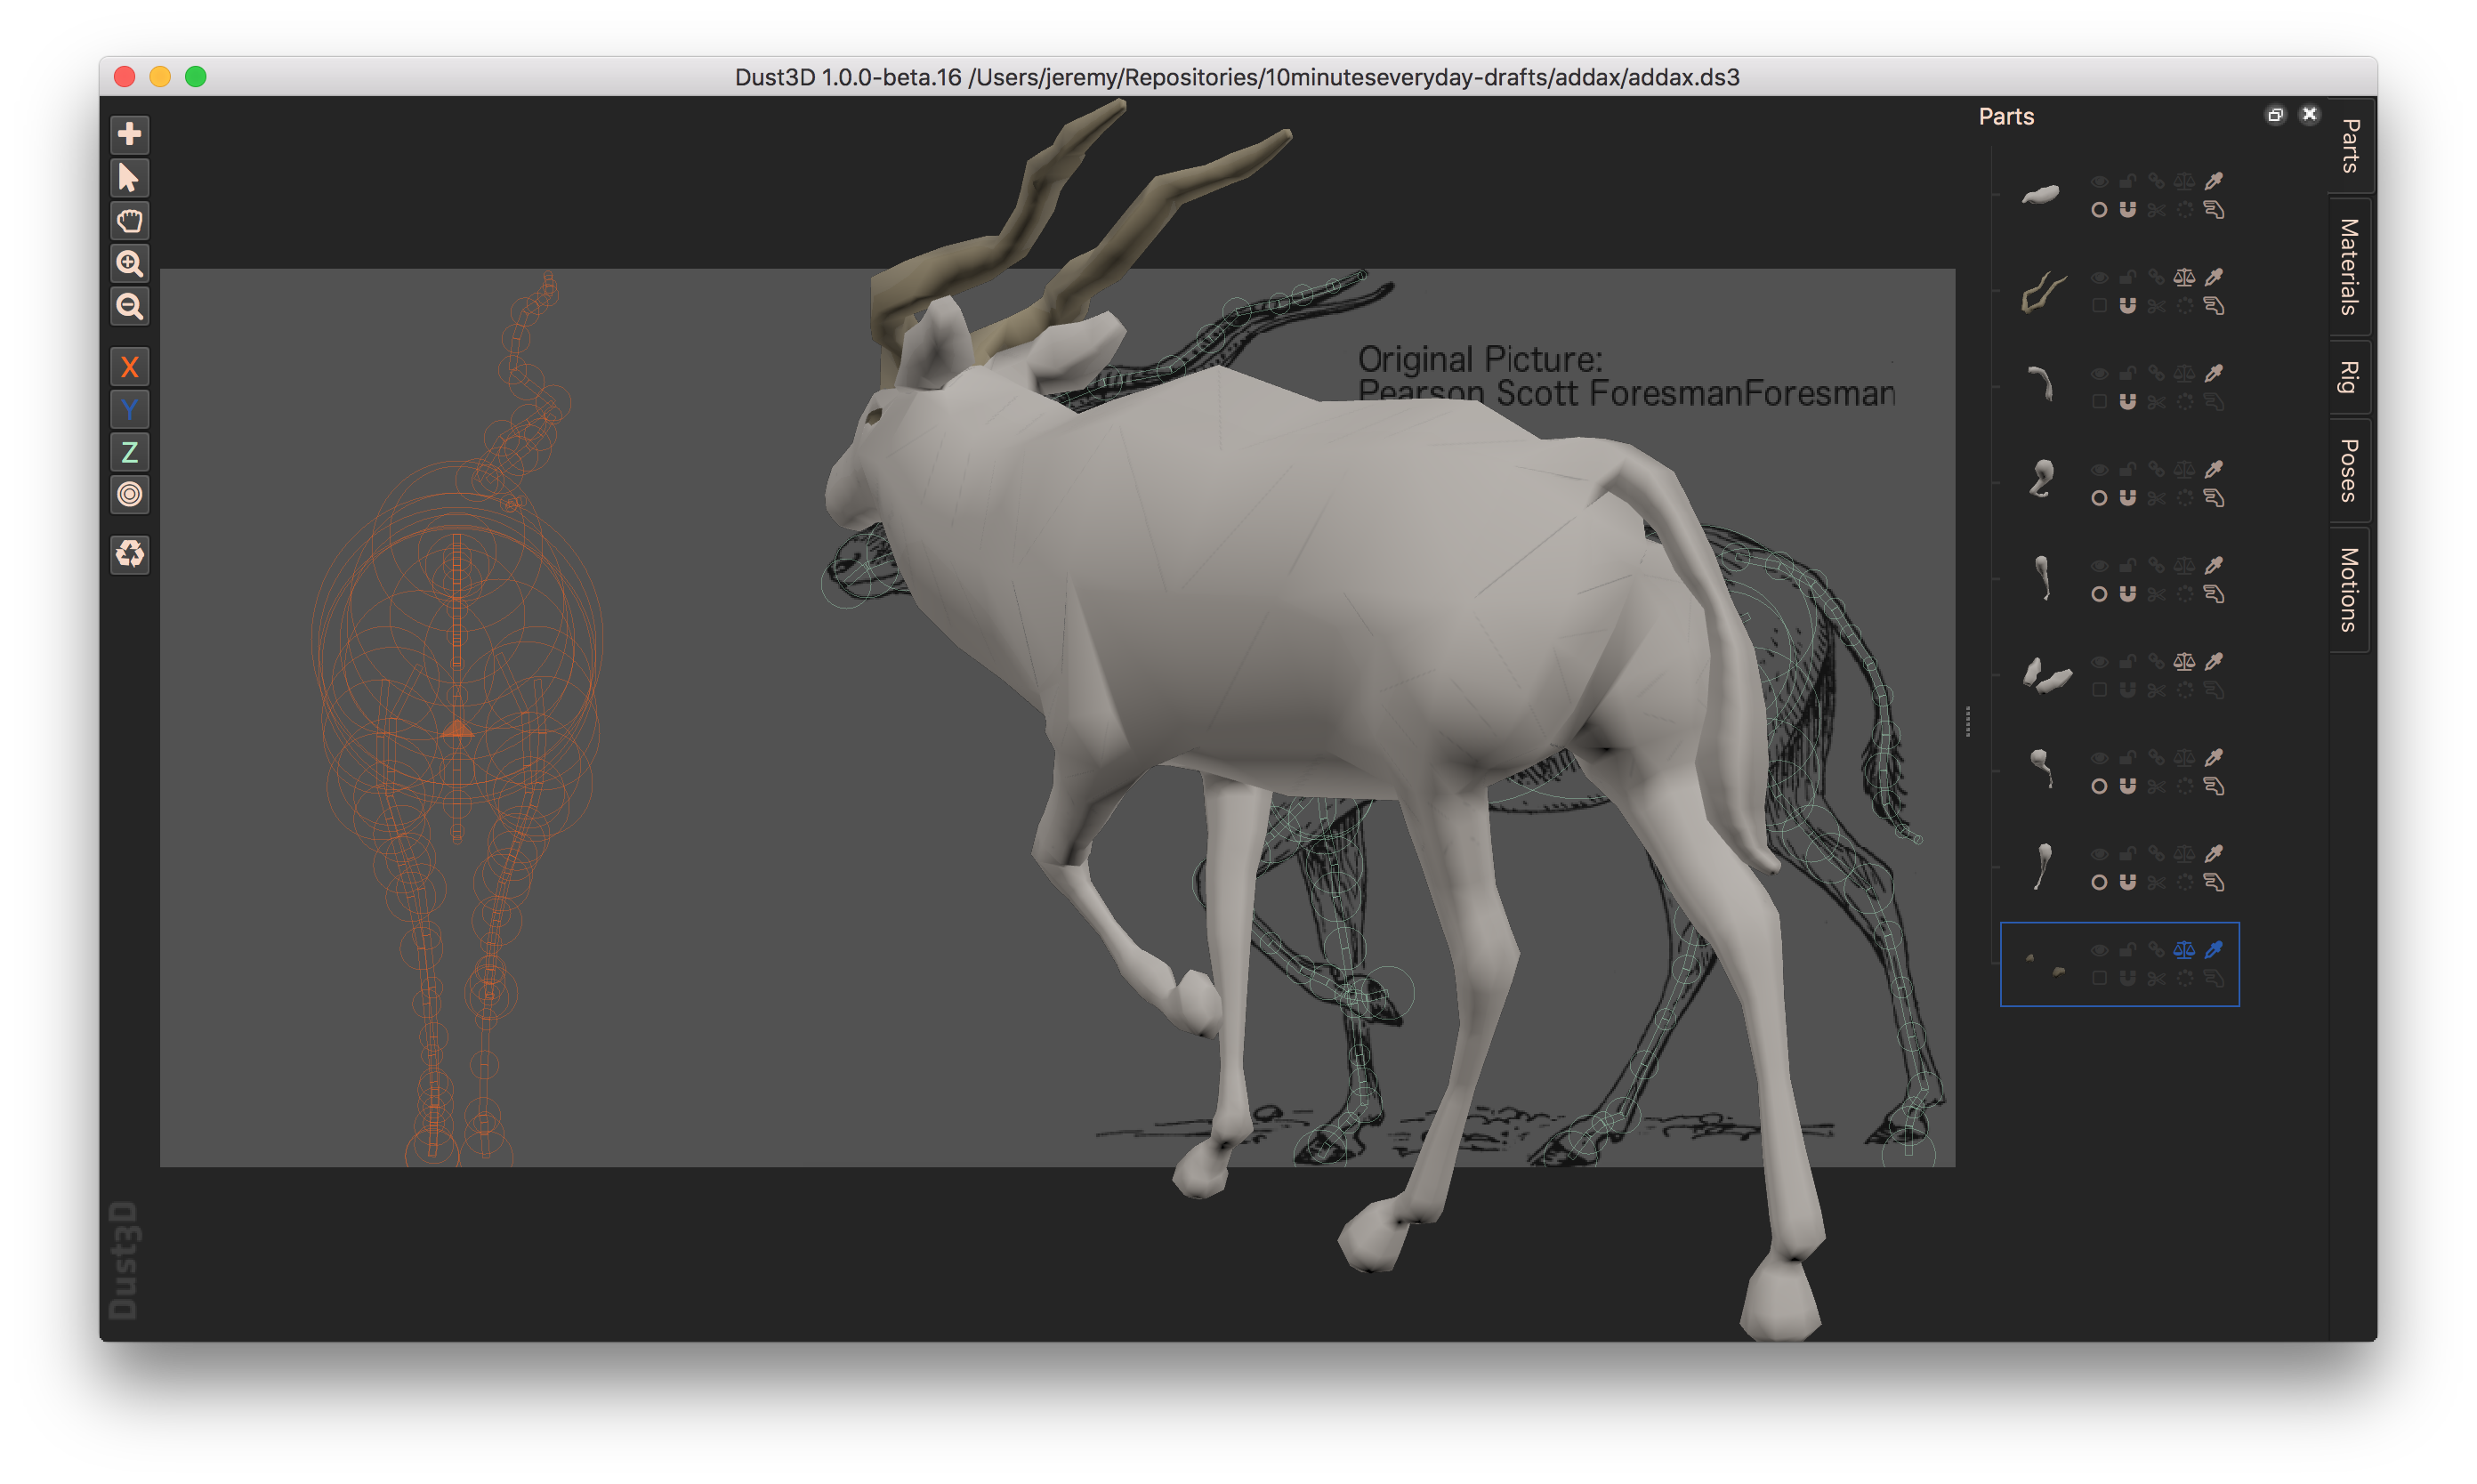 Dust3D 1.0.0-beta.16 /Users/jeremy/Repositories/10minuteseveryday-drafts/addax/addax.ds3
Parts
Parts
Materials
Rig
Poses
Motions
X
Y
Z
Original Picture:
Pearson Scott ForesmanForesman
Dust3D